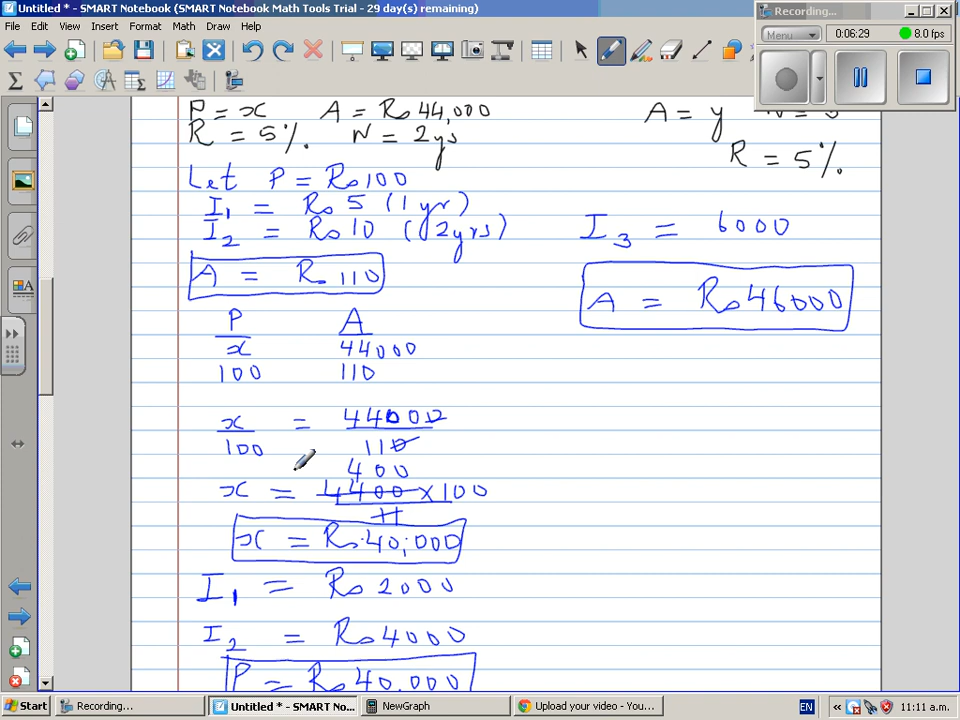 Untitled * - SMART Notebook (SMART Notebook Math Tools Trial - 29 day(s) remaining)
File Edit View Insert Format Math Draw Help
Recording...
Menu 0:06:29 8.0 fps
P = x A = Rs 44,000
R = 5%. N = 2ys
A = y N = 3
R = 5%.
Let P = Rs 100
I1 = Rs 5 (1 yr)
I2 = Rs 10 (2yrs)
A = Rs. 110
I3 = 6000
A = Rs 46000
P A
x 44000
100 110
x = 44000
100 110
400
x = 4400 × 100
11
x = Rs. 40,000
I1 = Rs 2000
I2 = Rs 4000
P = Rs 40,000
Start Recording... Untitled * - SMART No... NewGraph Upload your video - You... EN 11:11 a.m.